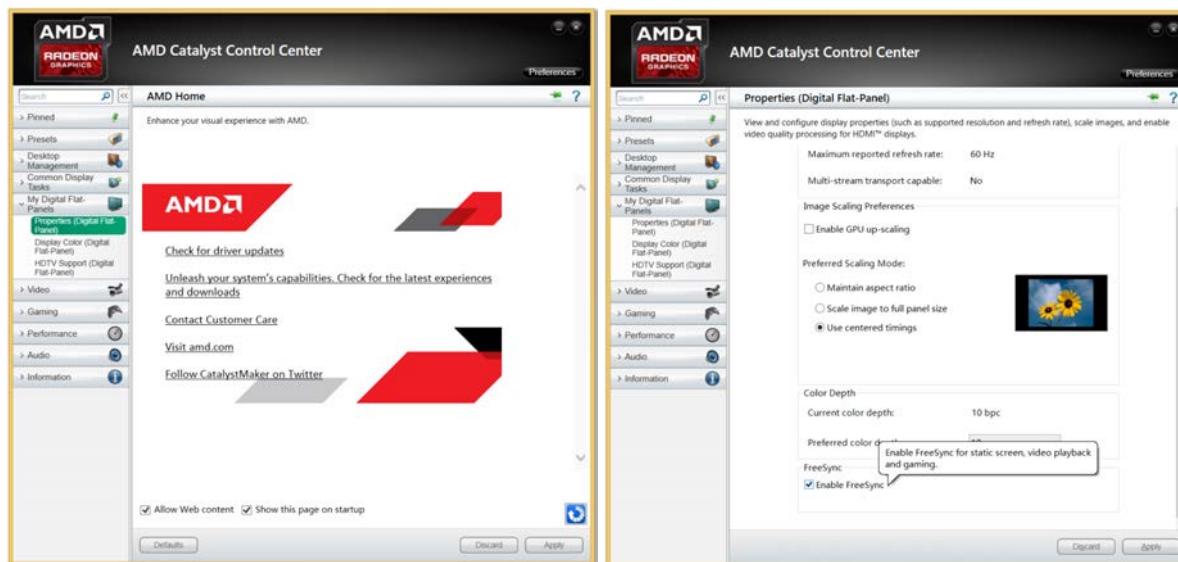 AMD
RADEON
GRAPHICS
AMD Catalyst Control Center
Preferences
Search
AMD Home
Pinned
Presets
Desktop
Management
Common Display
Tasks
My Digital Flat-
Panels
Properties (Digital Flat-
Panel)
Display Color (Digital
Flat-Panel)
HDTV Support (Digital
Flat-Panel)
Video
Gaming
Performance
Audio
Information
Enhance your visual experience with AMD.
AMD
Check for driver updates
Unleash your system's capabilities. Check for the latest experiences
and downloads
Contact Customer Care
Visit amd.com
Follow CatalystMaker on Twitter
Allow Web content Show this page on startup
Defaults Discard Apply
AMD
RADEON
GRAPHICS
AMD Catalyst Control Center
Preferences
Search
Properties (Digital Flat-Panel)
Pinned
Presets
Desktop
Management
Common Display
Tasks
My Digital Flat-
Panels
Properties (Digital Flat-
Panel)
Display Color (Digital
Flat-Panel)
HDTV Support (Digital
Flat-Panel)
Video
Gaming
Performance
Audio
Information
View and configure display properties (such as supported resolution and refresh rate), scale images, and enable
video quality processing for HDMI™ displays.
Maximum reported refresh rate: 60 Hz
Multi-stream transport capable: No
Image Scaling Preferences
Enable GPU up-scaling
Preferred Scaling Mode:
Maintain aspect ratio
Scale image to full panel size
Use centered timings
Color Depth
Current color depth: 10 bpc
Preferred color
Enable FreeSync for static screen, video playback
and gaming.
FreeSync
Enable FreeSync
Discard Apply